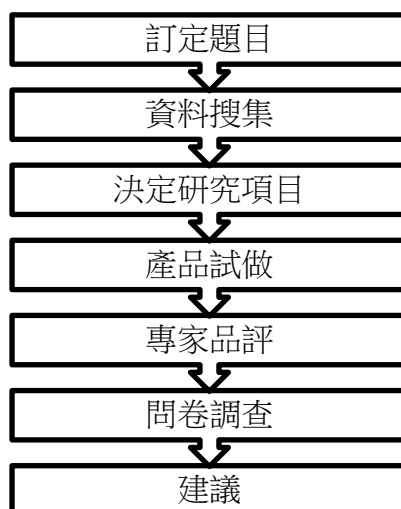 訂定題目
資料搜集
決定研究項目
產品試做
專家品評
問卷調查
建議